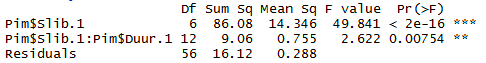 Df Sum Sq Mean Sq F value Pr(>F)
Pim$Slib.1 6 86.08 14.346 49.841 < 2e-16 ***
Pim$Slib.1:Pim$Duur.1 12 9.06 0.755 2.622 0.00754 **
Residuals 56 16.12 0.288